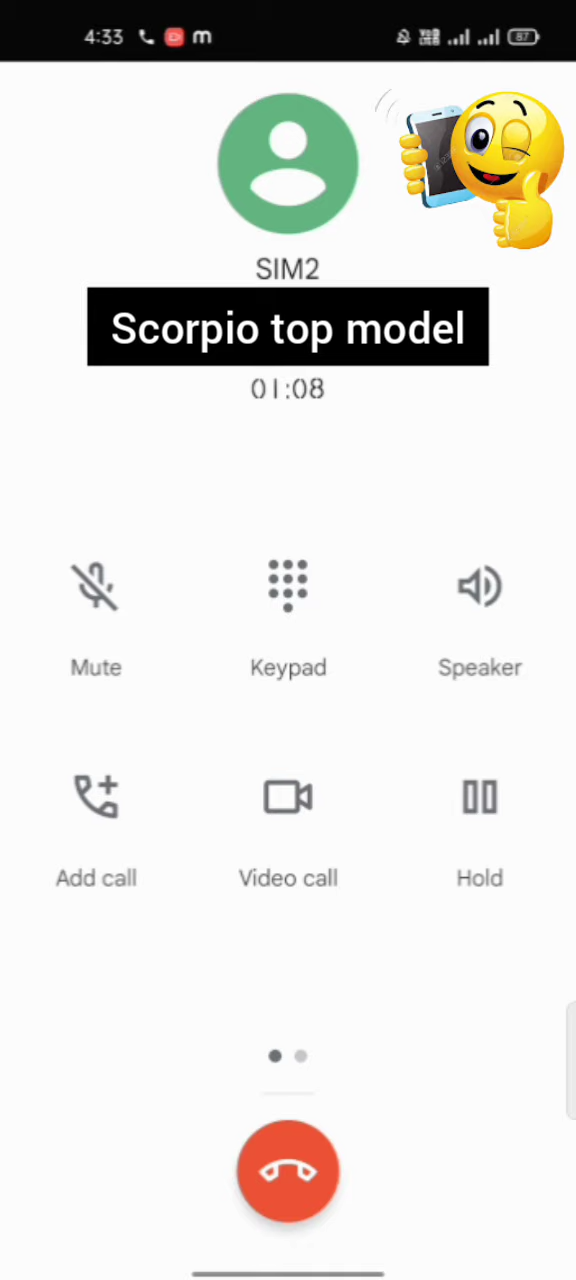 4:33 m 87
SIM2
Scorpio top model
01:08
Mute Keypad Speaker
Add call Video call Hold